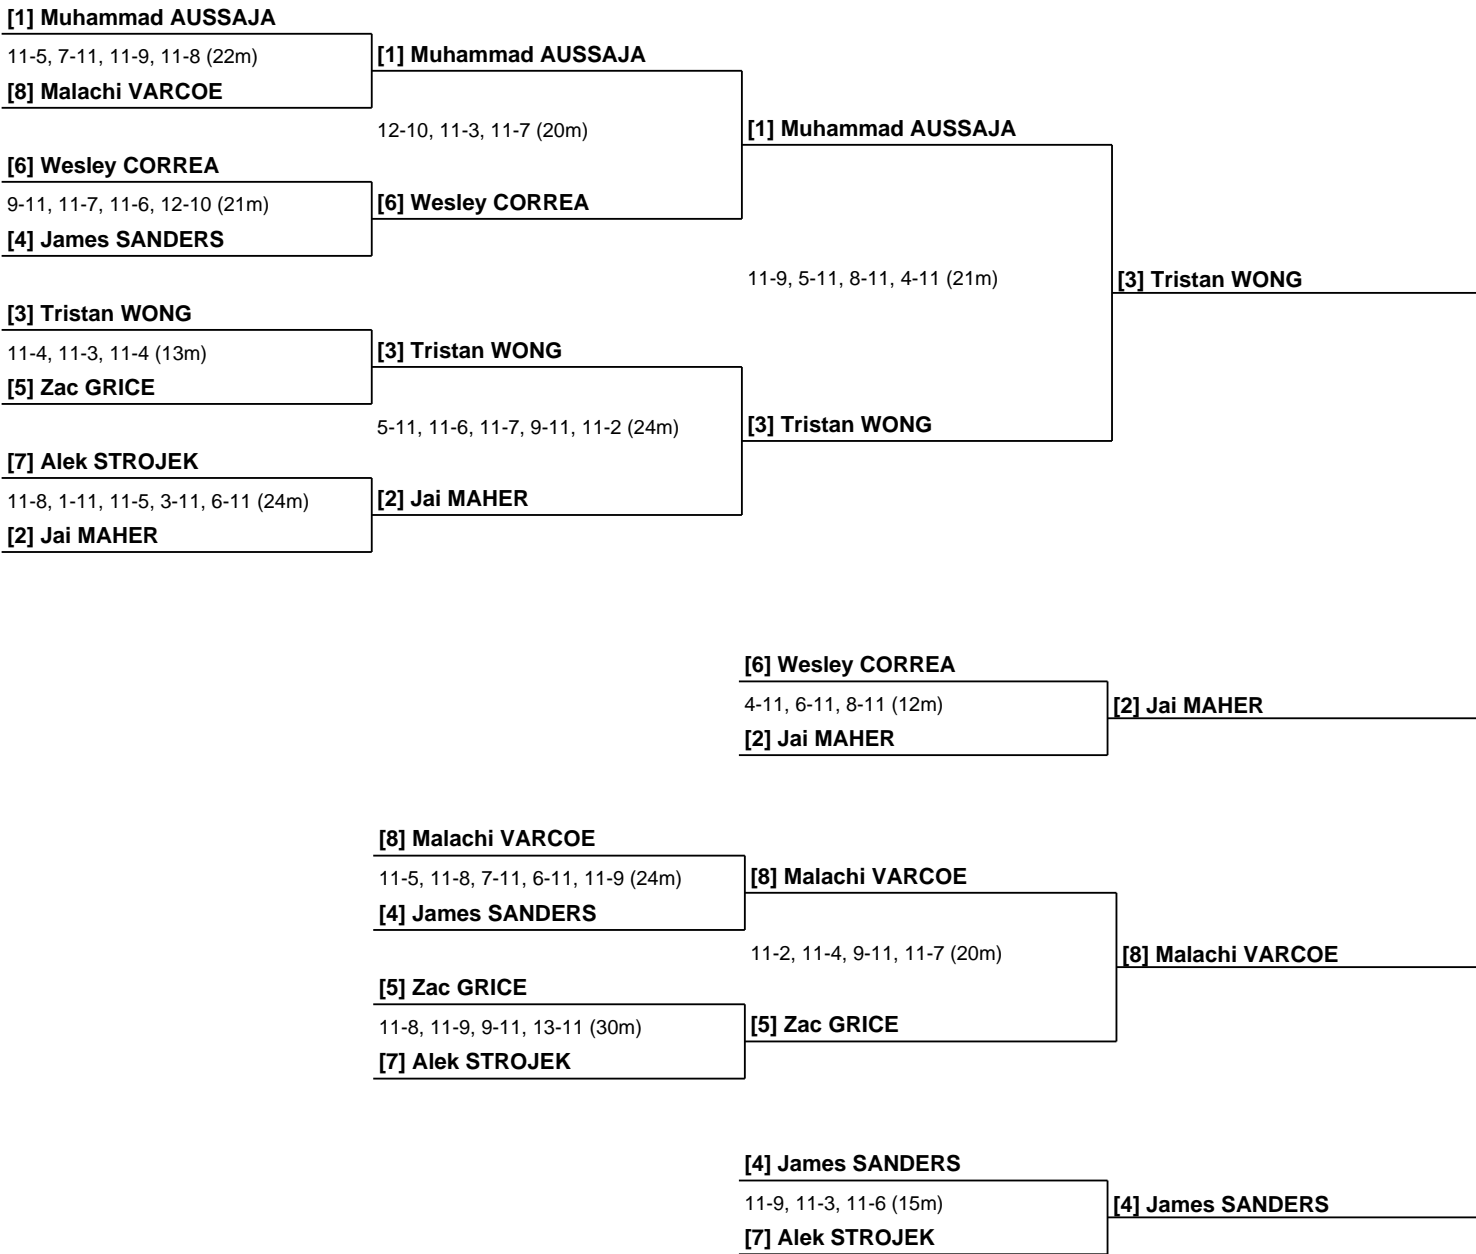 [1] Muhammad AUSSAJA
11-5, 7-11, 11-9, 11-8 (22m)
[8] Malachi VARCOE
[1] Muhammad AUSSAJA
12-10, 11-3, 11-7 (20m)
[1] Muhammad AUSSAJA
[6] Wesley CORREA
9-11, 11-7, 11-6, 12-10 (21m)
[4] James SANDERS
[6] Wesley CORREA
11-9, 5-11, 8-11, 4-11 (21m)
[3] Tristan WONG
[3] Tristan WONG
11-4, 11-3, 11-4 (13m)
[5] Zac GRICE
[3] Tristan WONG
5-11, 11-6, 11-7, 9-11, 11-2 (24m)
[3] Tristan WONG
[7] Alek STROJEK
11-8, 1-11, 11-5, 3-11, 6-11 (24m)
[2] Jai MAHER
[2] Jai MAHER
[6] Wesley CORREA
4-11, 6-11, 8-11 (12m)
[2] Jai MAHER
[2] Jai MAHER
[8] Malachi VARCOE
11-5, 11-8, 7-11, 6-11, 11-9 (24m)
[4] James SANDERS
[8] Malachi VARCOE
11-2, 11-4, 9-11, 11-7 (20m)
[8] Malachi VARCOE
[5] Zac GRICE
11-8, 11-9, 9-11, 13-11 (30m)
[7] Alek STROJEK
[5] Zac GRICE
[4] James SANDERS
11-9, 11-3, 11-6 (15m)
[7] Alek STROJEK
[4] James SANDERS